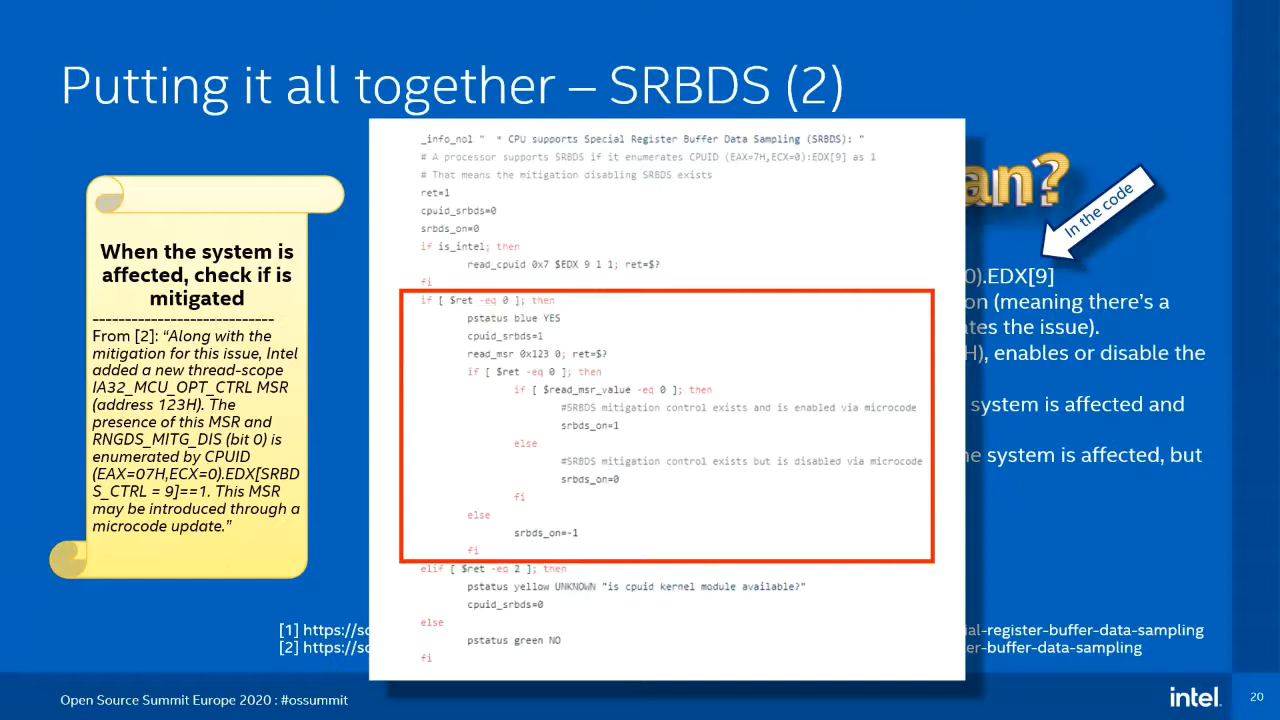 Putting it all together – SRBDS (2)
When the system is
affected, check if is
mitigated
----------------------------
From [2]: “Along with the
mitigation for this issue, Intel
added a new thread-scope
IA32_MCU_OPT_CTRL MSR
(address 123H). The
presence of this MSR and
RNGDS_MITG_DIS (bit 0) is
enumerated by CPUID
(EAX=07H,ECX=0).EDX[SRBD
S_CTRL = 9]==1. This MSR
may be introduced through a
microcode update.”
_info_nol "  * CPU supports Special Register Buffer Data Sampling (SRBDS): "
# A processor supports SRBDS if it enumerates CPUID (EAX=7H,ECX=0):EDX[9] as 1
# That means the mitigation disabling SRBDS exists
ret=1
cpuid_srbds=0
srbds_on=0
if is_intel; then
read_cpuid 0x7 $EDX 9 1 1; ret=$?
fi
if [ $ret -eq 0 ]; then
pstatus blue YES
cpuid_srbds=1
read_msr 0x123 0; ret=$?
if [ $ret -eq 0 ]; then
if [ $read_msr_value -eq 0 ]; then
#SRBDS mitigation control exists and is enabled via microcode
srbds_on=1
else
#SRBDS mitigation control exists but is disabled via microcode
srbds_on=0
fi
else
srbds_on=-1
fi
elif [ $ret -eq 2 ]; then
pstatus yellow UNKNOWN "is cpuid kernel module available?"
cpuid_srbds=0
else
pstatus green NO
fi
an?
In the code
0).EDX[9]
on (meaning there’s a
ates the issue).
H), enables or disable the
system is affected and
he system is affected, but
[1] https://so
ial-register-buffer-data-sampling
[2] https://so
er-buffer-data-sampling
Open Source Summit Europe 2020 : #ossummit
intel.
20